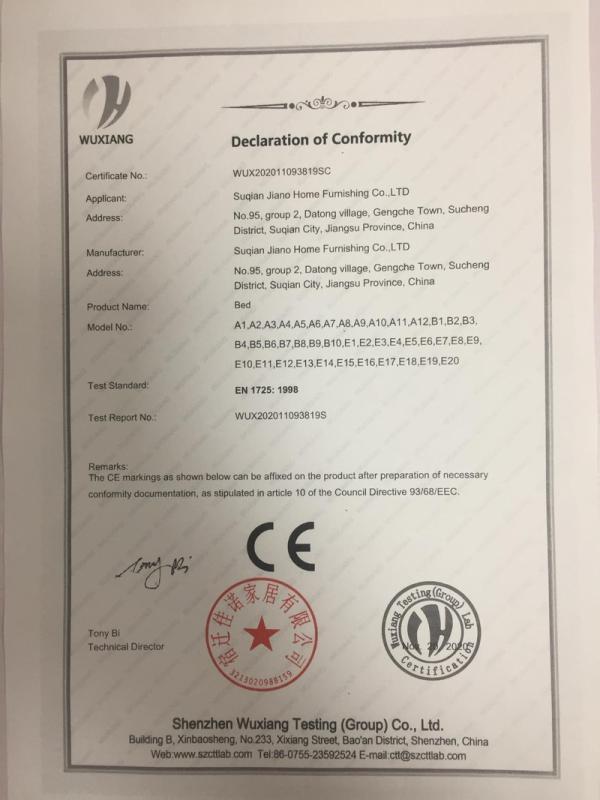 WUXIANG
Declaration of Conformity
Certificate No.: WUX202011093819SC
Applicant: Suqian Jiano Home Furnishing Co.,LTD
Address: No.95, group 2, Datong village, Gengche Town, Sucheng
District, Suqian City, Jiangsu Province, China
Manufacturer: Suqian Jiano Home Furnishing Co.,LTD
Address: No.95, group 2, Datong village, Gengche Town, Sucheng
District, Suqian City, Jiangsu Province, China
Product Name: Bed
Model No.: A1,A2,A3,A4,A5,A6,A7,A8,A9,A10,A11,A12,B1,B2,B3,
B4,B5,B6,B7,B8,B9,B10,E1,E2,E3,E4,E5,E6,E7,E8,E9,
E10,E11,E12,E13,E14,E15,E16,E17,E18,E19,E20
Test Standard: EN 1725: 1998
Test Report No.: WUX202011093819S
Remarks:
The CE markings as shown below can be affixed on the product after preparation of necessary
conformity documentation, as stipulated in article 10 of the Council Directive 93/68/EEC.
CE
Tony Bi
宿迁佳诺家居有限公司
3213020988159
Wuxiang Testing(Group) Lab
Nov. 20, 2020
Certification
Tony Bi
Technical Director
Shenzhen Wuxiang Testing (Group) Co., Ltd.
Building B, Xinbaosheng, No.233, Xixiang Street, Bao'an District, Shenzhen, China
Web:www.szcttlab.com Tel:86-0755-23592524 E-mail:ctt@szcttlab.com